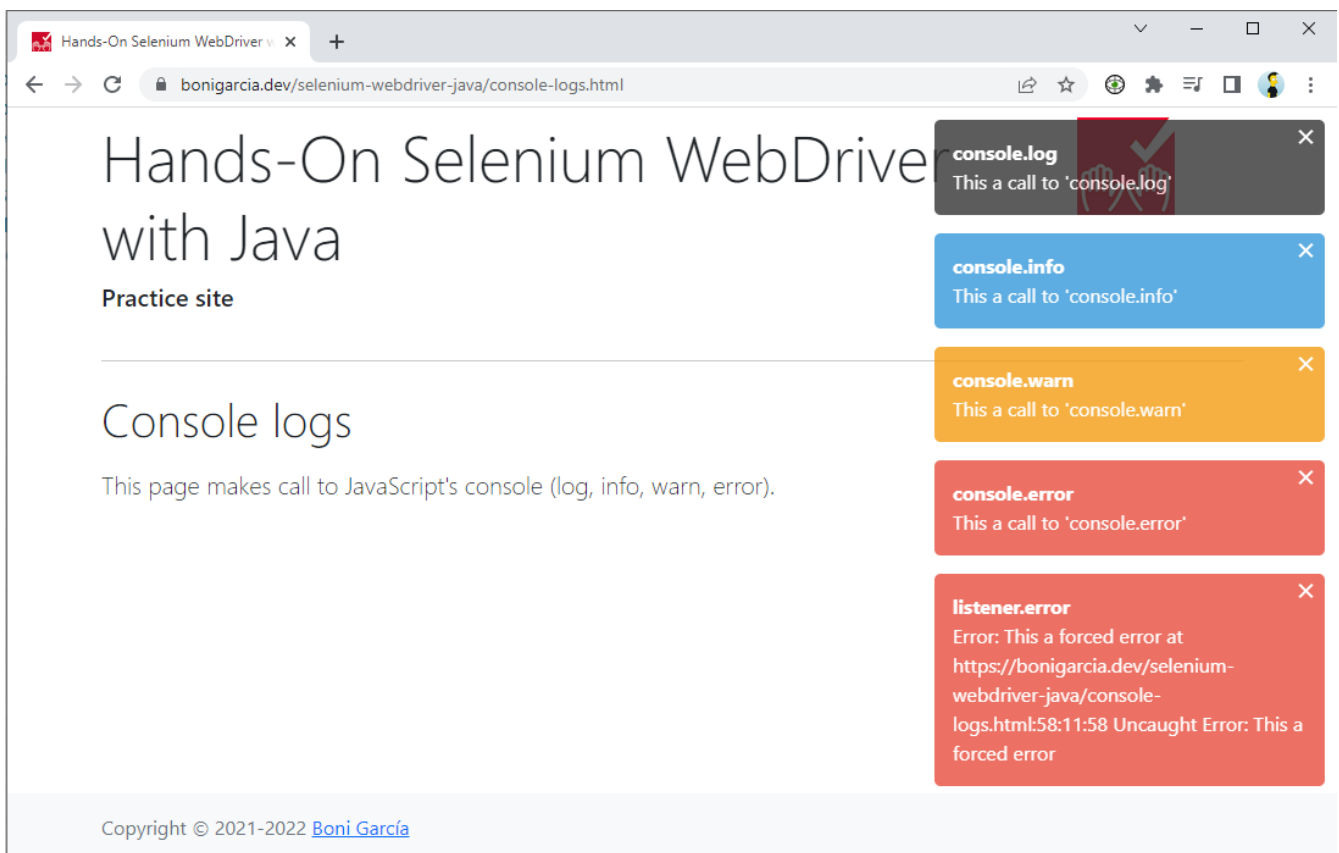 Hands-On Selenium WebDriver w
bonigarcia.dev/selenium-webdriver-java/console-logs.html
Hands-On Selenium WebDriver
with Java
Practice site
Console logs
This page makes call to JavaScript's console (log, info, warn, error).
console.log
This a call to 'console.log'
console.info
This a call to 'console.info'
console.warn
This a call to 'console.warn'
console.error
This a call to 'console.error'
listener.error
Error: This a forced error at
https://bonigarcia.dev/selenium-
webdriver-java/console-
logs.html:58:11:58 Uncaught Error: This a
forced error
Copyright © 2021-2022 Boni García